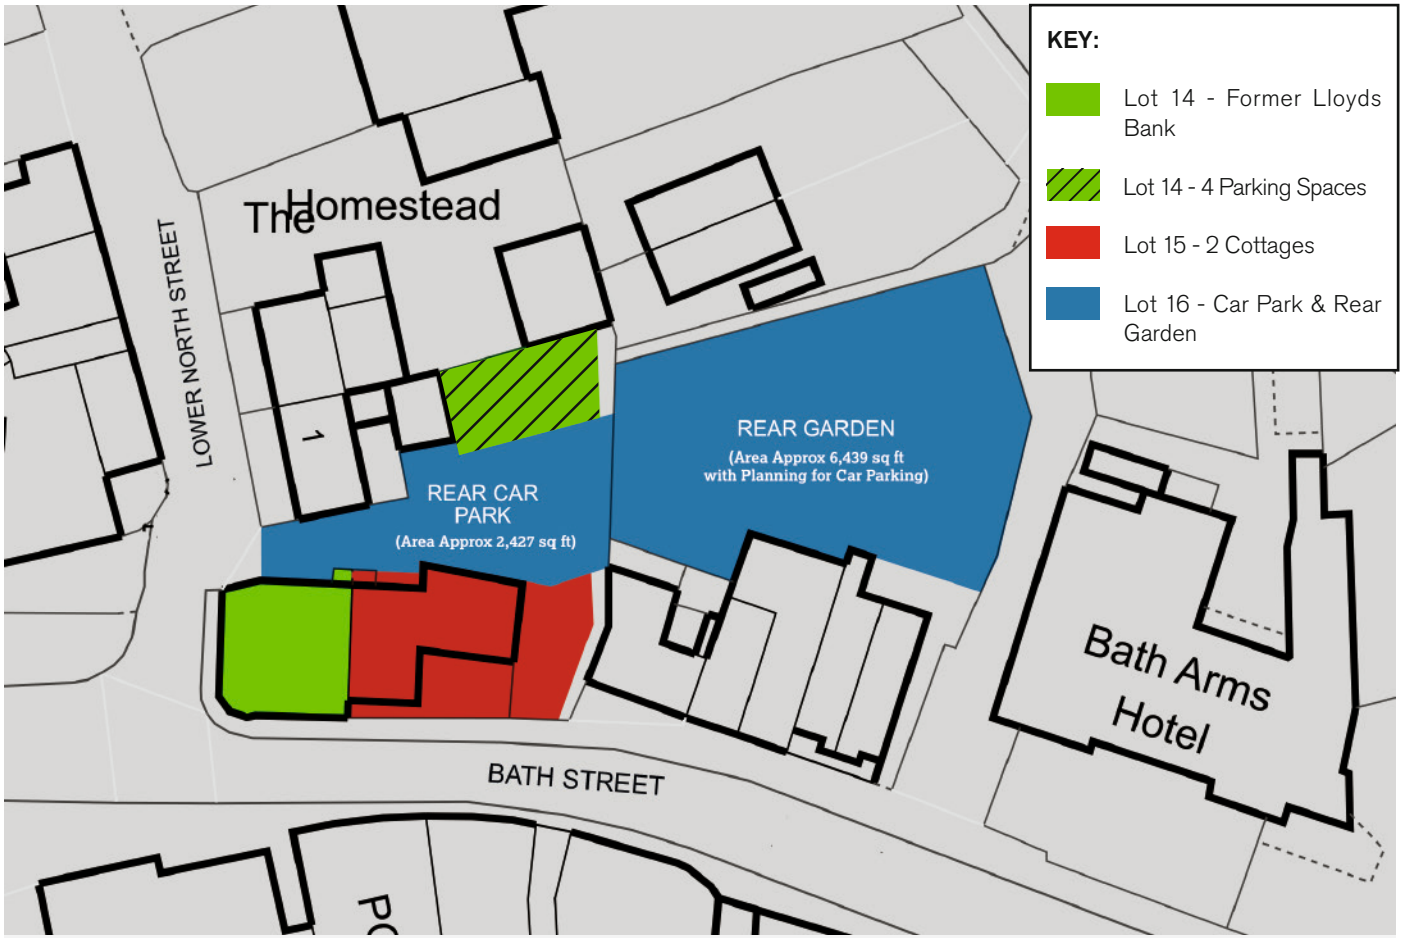 KEY:
Lot 14 - Former Lloyds
Bank
Lot 14 - 4 Parking Spaces
Lot 15 - 2 Cottages
Lot 16 - Car Park & Rear
Garden
The Homestead
LOWER NORTH STREET
1
REAR GARDEN
(Area Approx 6,439 sq ft
with Planning for Car Parking)
REAR CAR
PARK
(Area Approx 2,427 sq ft)
Bath Arms
Hotel
BATH STREET
PO